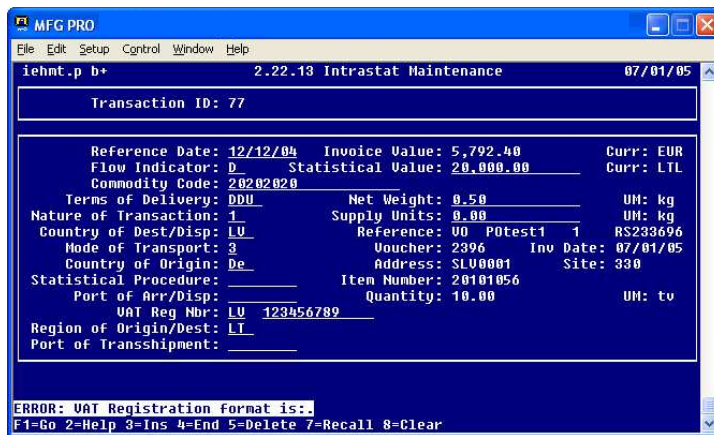 MFG PRO
File Edit Setup Control Window Help
iehmt.p b+ 2.22.13 Intrastat Maintenance 07/01/05
Transaction ID: 77
Reference Date: 12/12/04 Invoice Value: 5,792.40 Curr: EUR
Flow Indicator: D Statistical Value: 20,000.00 Curr: LTL
Commodity Code: 20202020
Terms of Delivery: DDU Net Weight: 0.50 UM: kg
Nature of Transaction: 1 Supply Units: 0.00 UM: kg
Country of Dest/Disp: LV Reference: VO POtest1 1 RS233696
Mode of Transport: 3 Voucher: 2396 Inv Date: 07/01/05
Country of Origin: De Address: SLV0001 Site: 330
Statistical Procedure: Item Number: 20101056
Port of Arr/Disp: Quantity: 10.00 UM: tv
VAT Reg Nbr: LV 123456789
Region of Origin/Dest: LT
Port of Transshipment:
ERROR: VAT Registration format is:.
F1=Go 2=Help 3=Ins 4=End 5=Delete 7=Recall 8=Clear